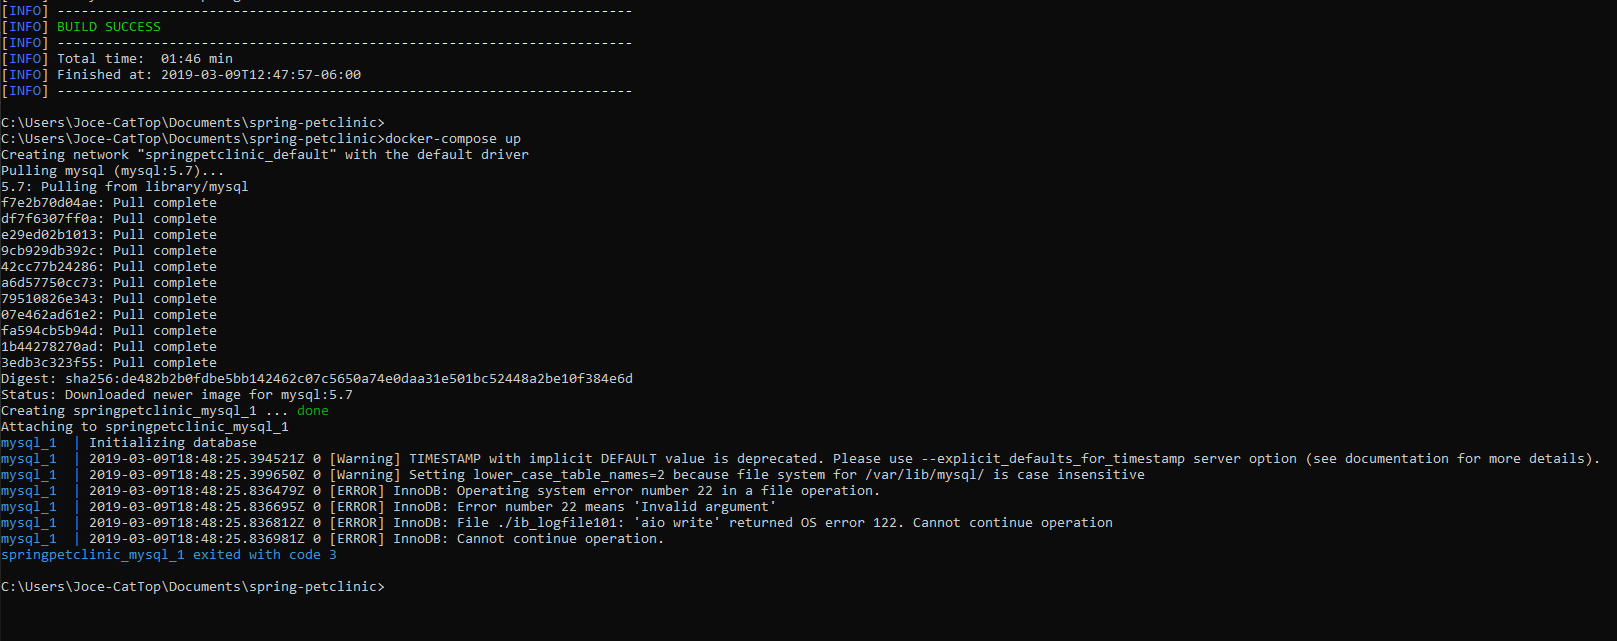 [INFO] ------------------------------------------------------------------------
[INFO] BUILD SUCCESS
[INFO] ------------------------------------------------------------------------
[INFO] Total time:  01:46 min
[INFO] Finished at: 2019-03-09T12:47:57-06:00
[INFO] ------------------------------------------------------------------------
C:\Users\Joce-CatTop\Documents\spring-petclinic>
C:\Users\Joce-CatTop\Documents\spring-petclinic>docker-compose up
Creating network "springpetclinic_default" with the default driver
Pulling mysql (mysql:5.7)...
5.7: Pulling from library/mysql
f7e2b70d04ae: Pull complete
df7f6307ff0a: Pull complete
e29ed02b1013: Pull complete
9cb929db392c: Pull complete
42cc77b24286: Pull complete
a6d57750cc73: Pull complete
79510826e343: Pull complete
07e462ad61e2: Pull complete
fa594cb5b94d: Pull complete
1b44278270ad: Pull complete
3edb3c323f55: Pull complete
Digest: sha256:de482b2b0fdbe5bb142462c07c5650a74e0daa31e501bc52448a2be10f384e6d
Status: Downloaded newer image for mysql:5.7
Creating springpetclinic_mysql_1 ... done
Attaching to springpetclinic_mysql_1
mysql_1  | Initializing database
mysql_1  | 2019-03-09T18:48:25.394521Z 0 [Warning] TIMESTAMP with implicit DEFAULT value is deprecated. Please use --explicit_defaults_for_timestamp server option (see documentation for more details).
mysql_1  | 2019-03-09T18:48:25.399650Z 0 [Warning] Setting lower_case_table_names=2 because file system for /var/lib/mysql/ is case insensitive
mysql_1  | 2019-03-09T18:48:25.836479Z 0 [ERROR] InnoDB: Operating system error number 22 in a file operation.
mysql_1  | 2019-03-09T18:48:25.836695Z 0 [ERROR] InnoDB: Error number 22 means 'Invalid argument'
mysql_1  | 2019-03-09T18:48:25.836812Z 0 [ERROR] InnoDB: File ./ib_logfile101: 'aio write' returned OS error 122. Cannot continue operation
mysql_1  | 2019-03-09T18:48:25.836981Z 0 [ERROR] InnoDB: Cannot continue operation.
springpetclinic_mysql_1 exited with code 3
C:\Users\Joce-CatTop\Documents\spring-petclinic>